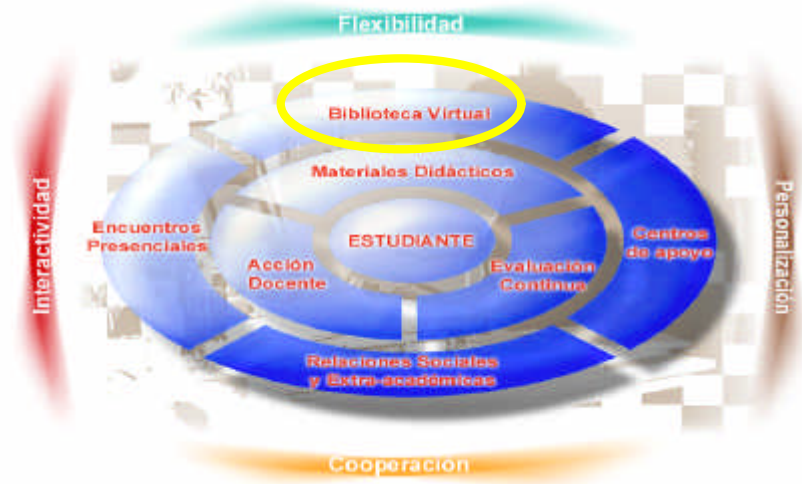 Flexibilidad
Biblioteca Virtual
Materiales Didácticos
Interactividad
Personalización
Encuentros
Presenciales
ESTUDIANTE
Centros
de apoyo
Acción
Docente
Evaluación
Continua
Relaciones Sociales
y Extra-académicas
Cooperación